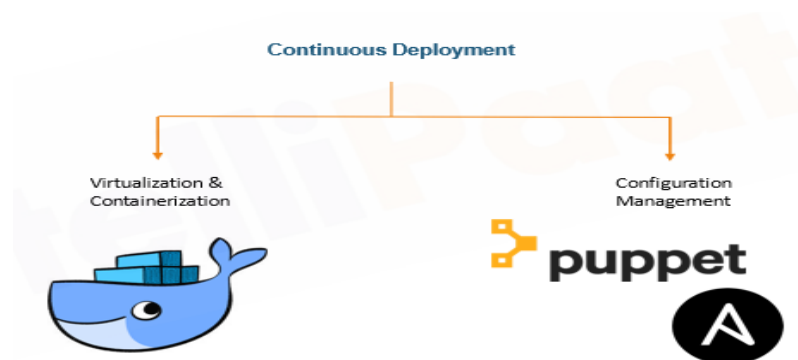 Continuous Deployment
Virtualization &
Containerization
Configuration
Management
puppet